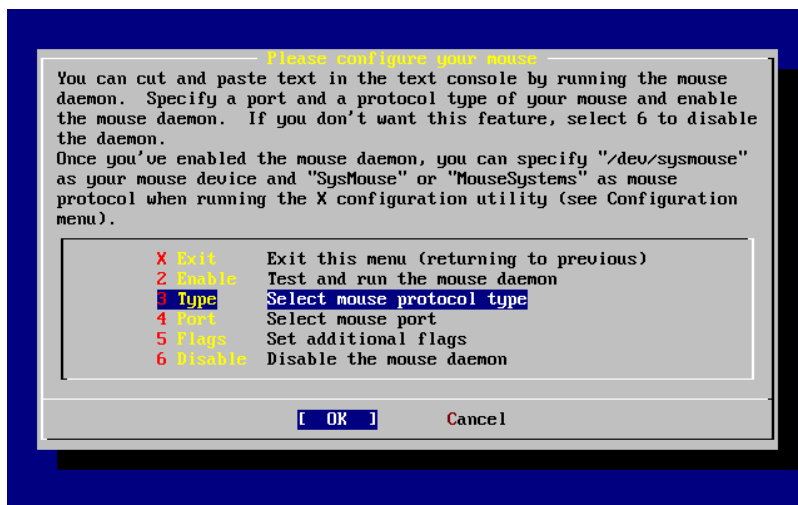 Please configure your mouse
You can cut and paste text in the text console by running the mouse
daemon.  Specify a port and a protocol type of your mouse and enable
the mouse daemon.  If you don't want this feature, select 6 to disable
the daemon.
Once you've enabled the mouse daemon, you can specify "/dev/sysmouse"
as your mouse device and "SysMouse" or "MouseSystems" as mouse
protocol when running the X configuration utility (see Configuration
menu).
X Exit     Exit this menu (returning to previous)
2 Enable   Test and run the mouse daemon
3 Type     Select mouse protocol type
4 Port     Select mouse port
5 Flags    Set additional flags
6 Disable  Disable the mouse daemon
[  OK  ]       Cancel